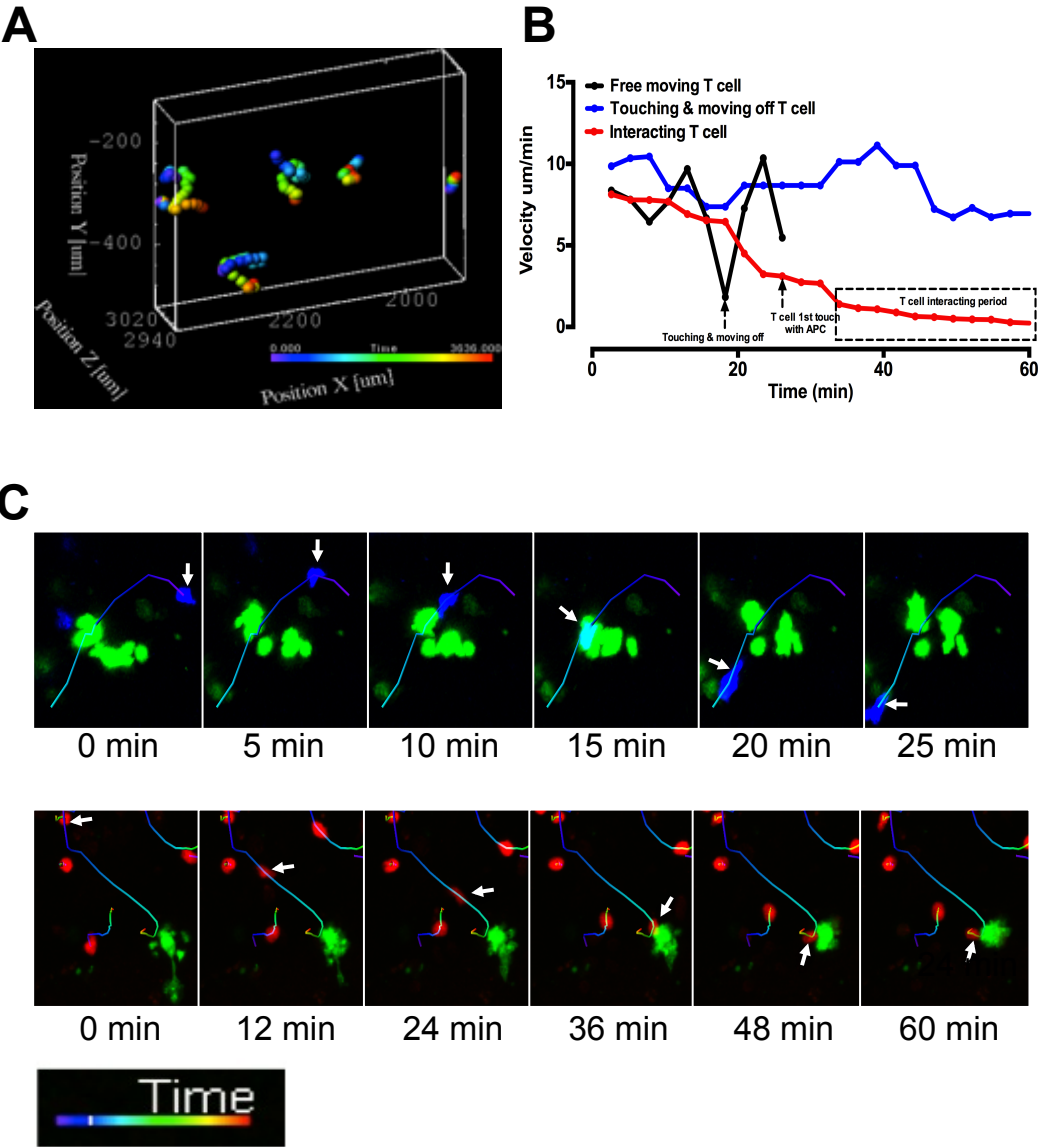 A
-200
-400
Position Y [um]
Position Z [um]
3020
2940
2200
2000
0.000 Time 3036.000
Position X [um]
B
Velocity um/min
15
10
5
0
Free moving T cell
Touching & moving off T cell
Interacting T cell
T cell interacting period
T cell 1st touch
with APC
Touching & moving off
0 20 40 60
Time (min)
C
0 min 5 min 10 min 15 min 20 min 25 min
0 min 12 min 24 min 36 min 48 min 60 min
Time